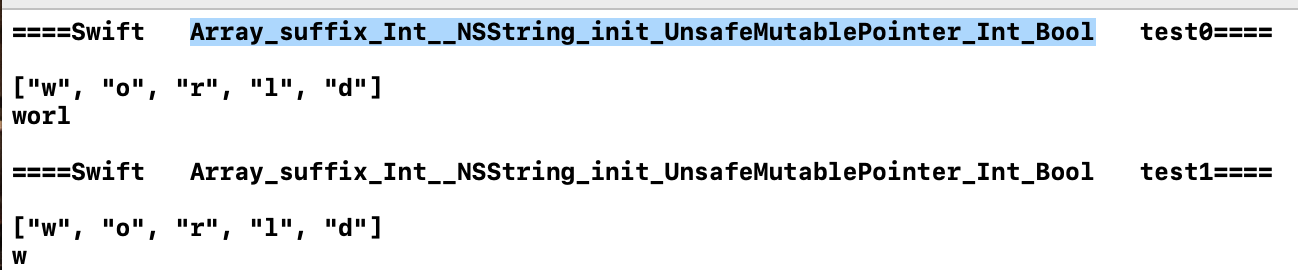 ====Swift   Array_suffix_Int__NSString_init_UnsafeMutablePointer_Int_Bool   test0====
["w", "o", "r", "l", "d"]
worl
====Swift   Array_suffix_Int__NSString_init_UnsafeMutablePointer_Int_Bool   test1====
["w", "o", "r", "l", "d"]
w